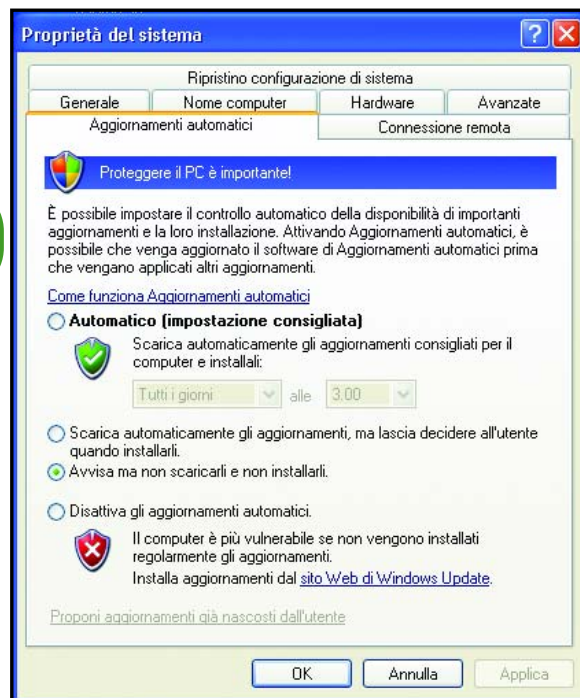 Proprietà del sistema
Ripristino configurazione di sistema
Generale Nome computer Hardware Avanzate
Aggiornamenti automatici Connessione remota
Proteggere il PC è importante!
È possibile impostare il controllo automatico della disponibilità di importanti
aggiornamenti e la loro installazione. Attivando Aggiornamenti automatici, è
possibile che venga aggiornato il software di Aggiornamenti automatici prima
che vengano applicati altri aggiornamenti.
Come funziona Aggiornamenti automatici
Automatico (impostazione consigliata)
Scarica automaticamente gli aggiornamenti consigliati per il
computer e installali:
Tutti i giorni alle 3.00
Scarica automaticamente gli aggiornamenti, ma lascia decidere all'utente
quando installarli.
Avvisa ma non scaricarli e non installarli.
Disattiva gli aggiornamenti automatici.
Il computer è più vulnerabile se non vengono installati
regolarmente gli aggiornamenti.
Installa aggiornamenti dal sito Web di Windows Update.
Proponi aggiornamenti già nascosti dall'utente
OK Annulla Applica